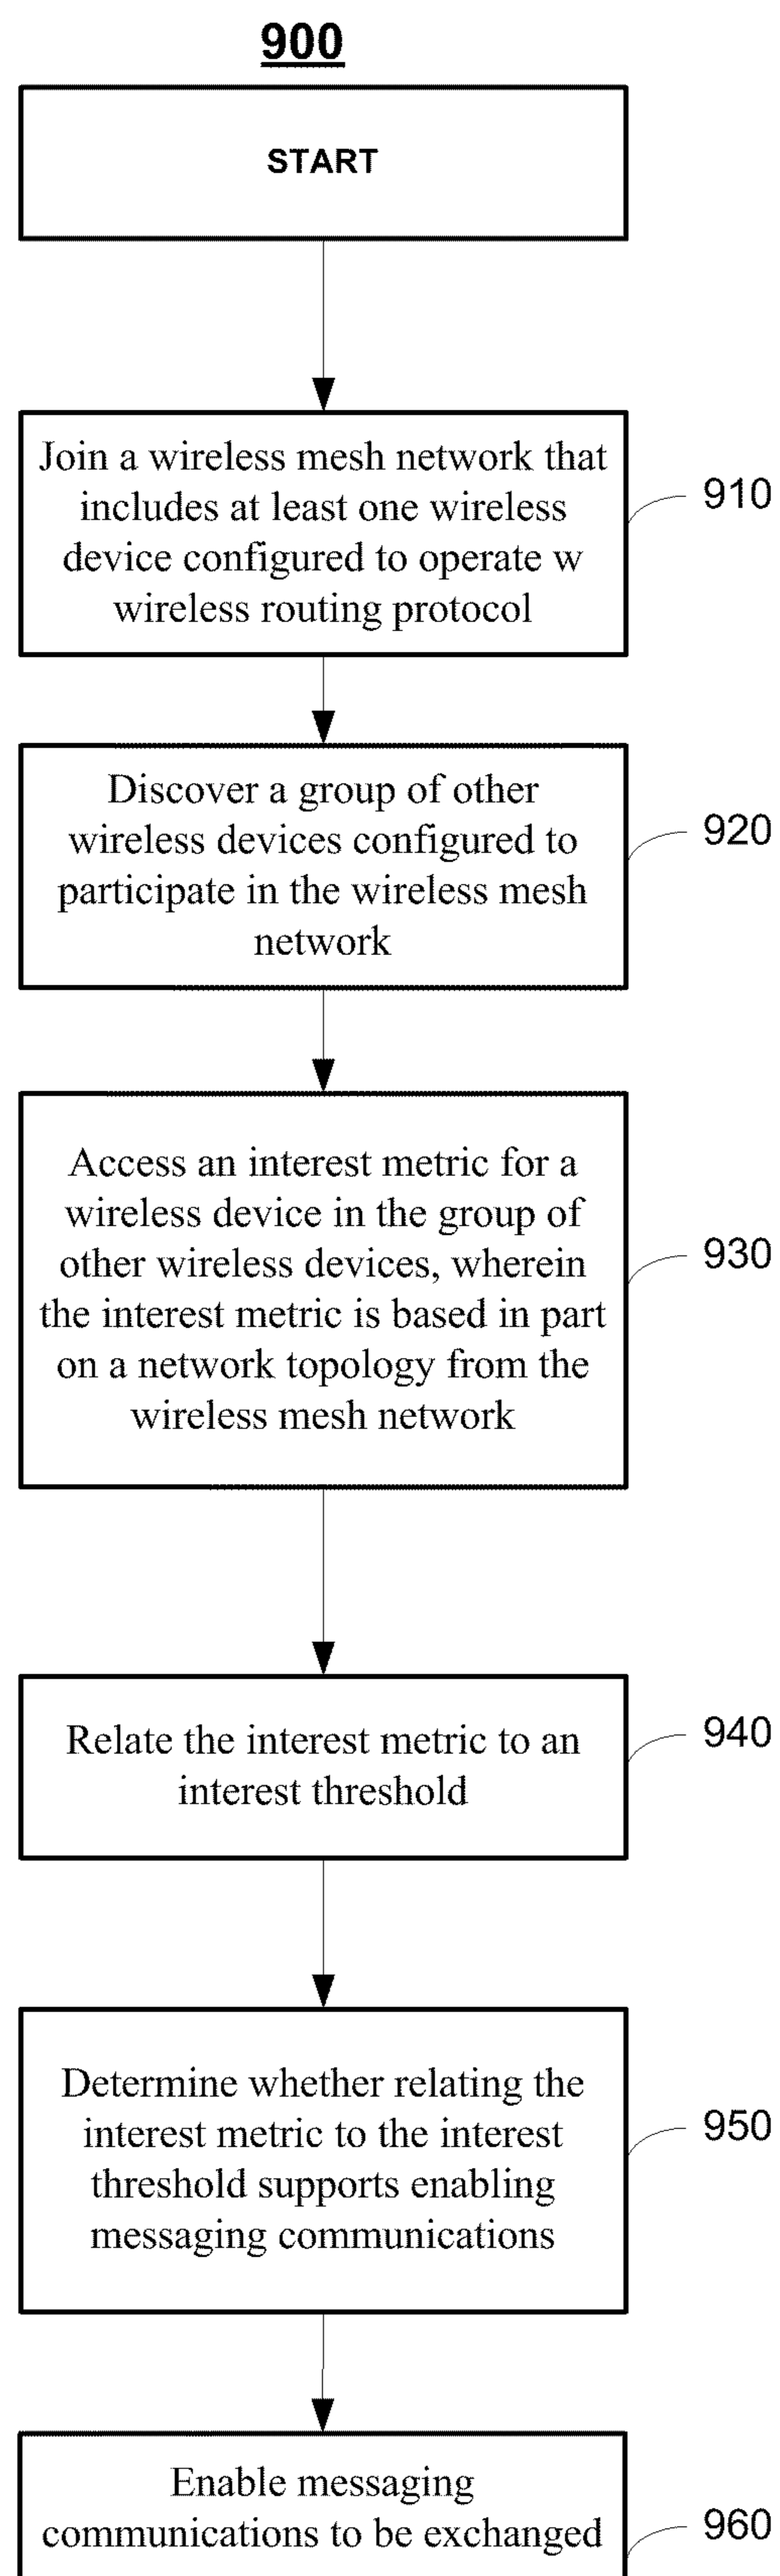 900
START
Join a wireless mesh network that
includes at least one wireless
device configured to operate w
wireless routing protocol
910
Discover a group of other
wireless devices configured to
participate in the wireless mesh
network
920
Access an interest metric for a
wireless device in the group of
other wireless devices, wherein
the interest metric is based in part
on a network topology from the
wireless mesh network
930
Relate the interest metric to an
interest threshold
940
Determine whether relating the
interest metric to the interest
threshold supports enabling
messaging communications
950
Enable messaging
communications to be exchanged
960